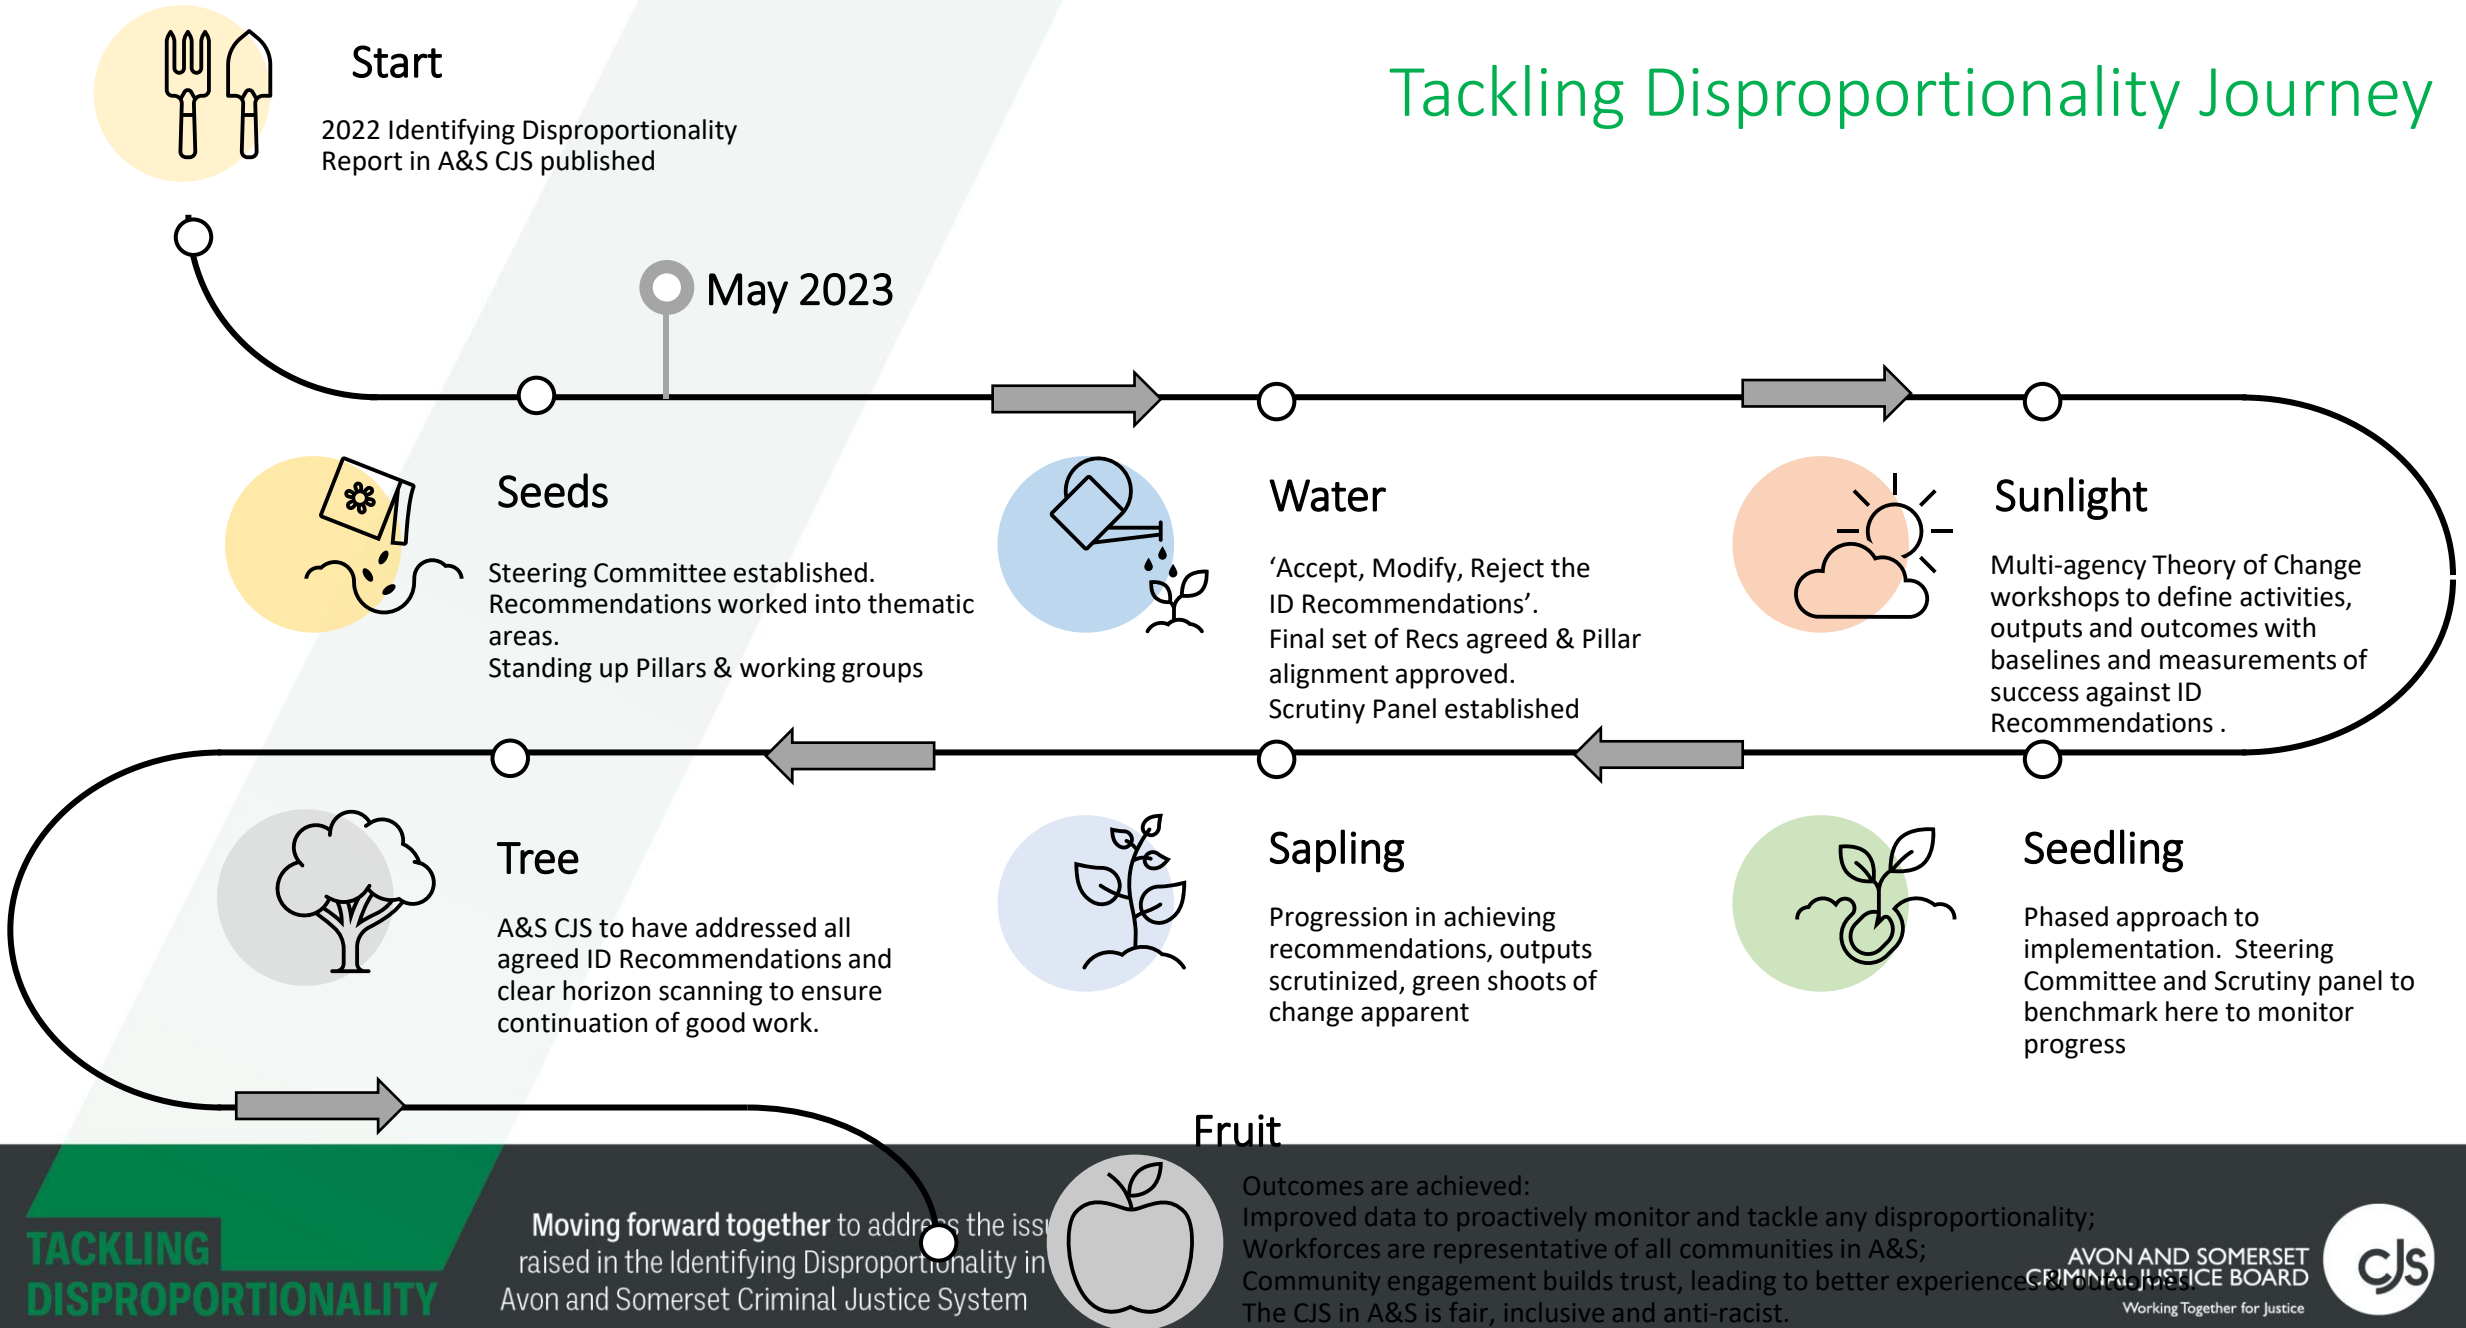 Tackling Disproportionality Journey
Start
2022 Identifying Disproportionality
Report in A&S CJS published
May 2023
Seeds
Steering Committee established.
Recommendations worked into thematic
areas.
Standing up Pillars & working groups
Water
‘Accept, Modify, Reject the
ID Recommendations’.
Final set of Recs agreed & Pillar
alignment approved.
Scrutiny Panel established
Sunlight
Multi-agency Theory of Change
workshops to define activities,
outputs and outcomes with
baselines and measurements of
success against ID
Recommendations .
Seedling
Phased approach to
implementation.  Steering
Committee and Scrutiny panel to
benchmark here to monitor
progress
Sapling
Progression in achieving
recommendations, outputs
scrutinized, green shoots of
change apparent
Tree
A&S CJS to have addressed all
agreed ID Recommendations and
clear horizon scanning to ensure
continuation of good work.
Fruit
Outcomes are achieved:
Improved data to proactively monitor and tackle any disproportionality;
Workforces are representative of all communities in A&S;
Community engagement builds trust, leading to better experiences & outcomes.
The CJS in A&S is fair, inclusive and anti-racist.
TACKLING
DISPROPORTIONALITY
Moving forward together to address the
raised in the Identifying Disproportionality in
Avon and Somerset Criminal Justice System
AVON AND SOMERSET
CRIMINAL JUSTICE BOARD
Working Together for Justice
cjs